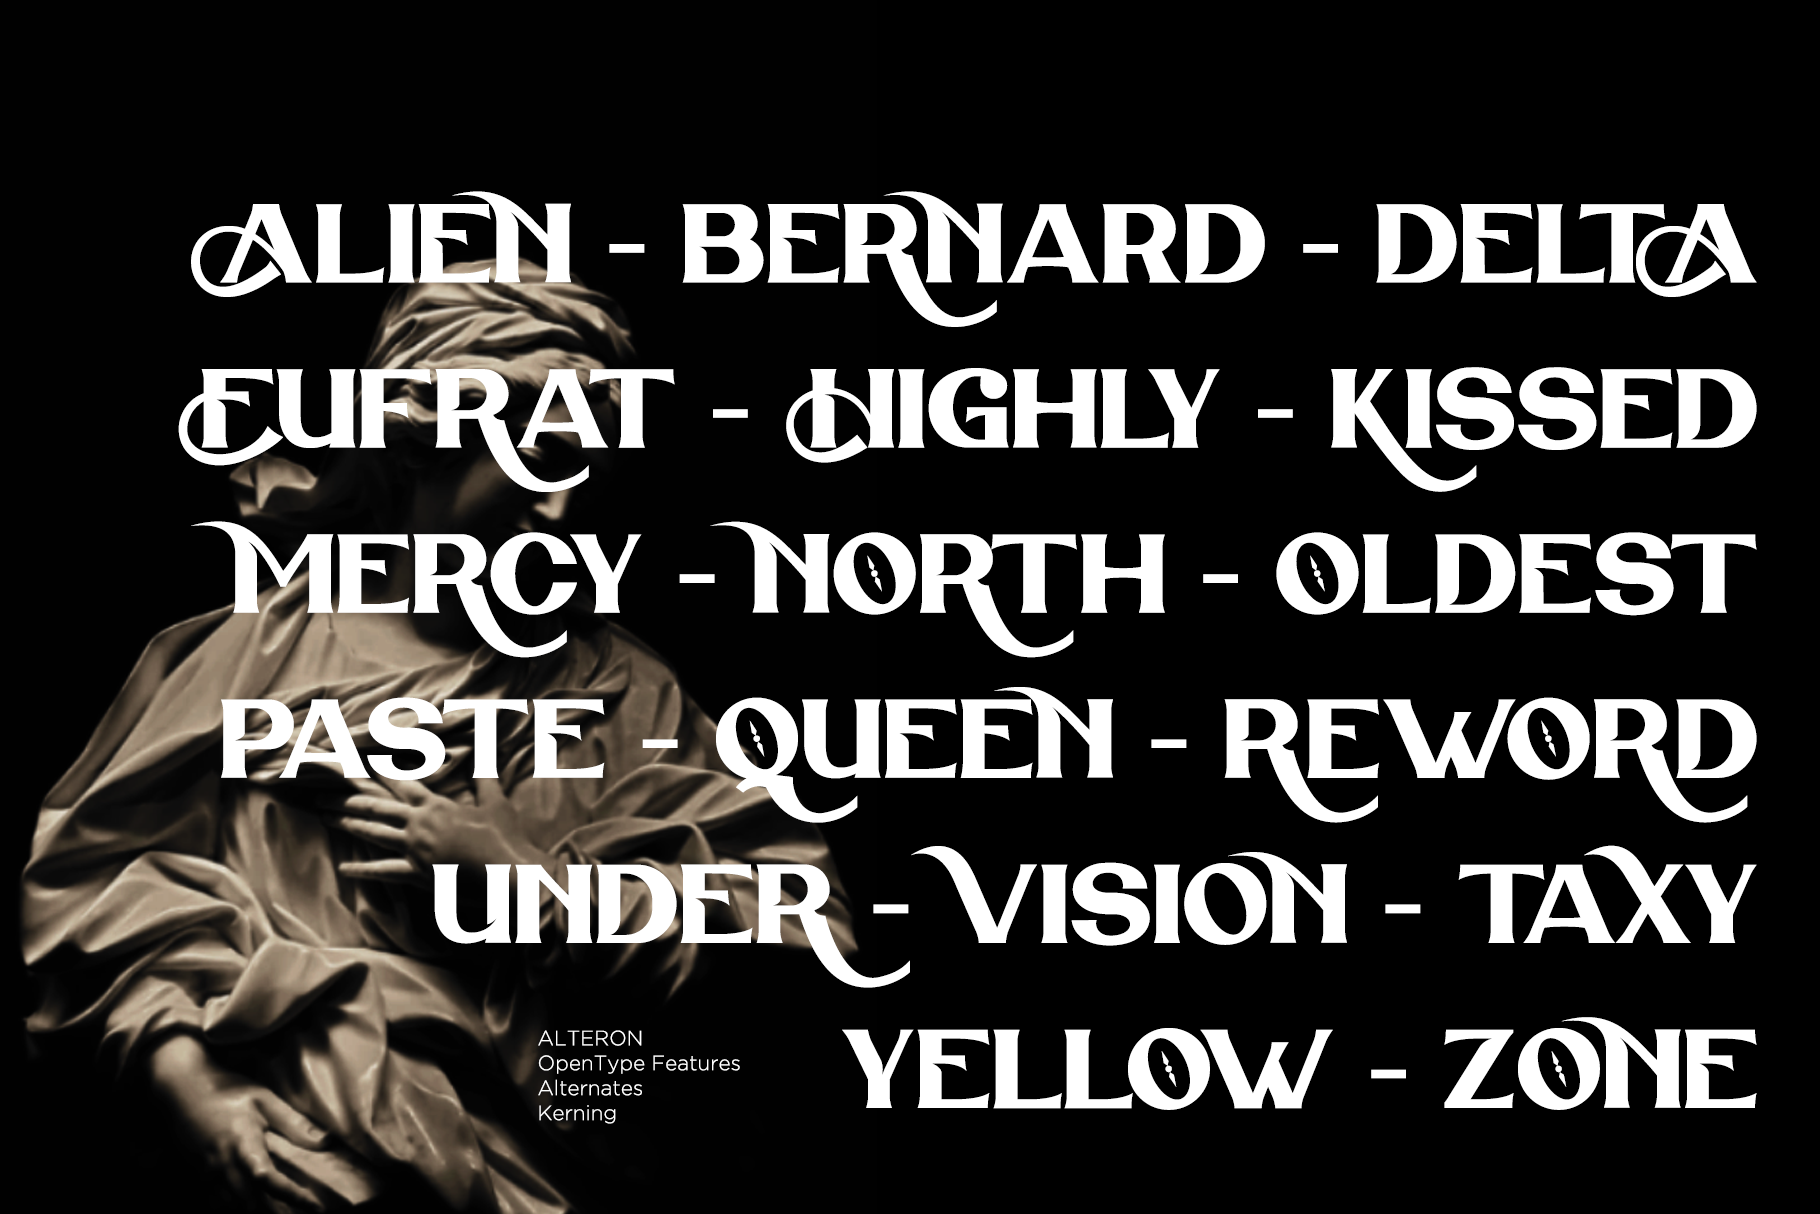 ALIEN - BERNARD - DELTA
EUFRAT - HIGHLY - KISSED
MERCY - NORTH - OLDEST
PASTE - QUEEN - REWORD
UNDER - VISION - TAXY
YELLOW - ZONE
ALTERON
OpenType Features
Alternates
Kerning